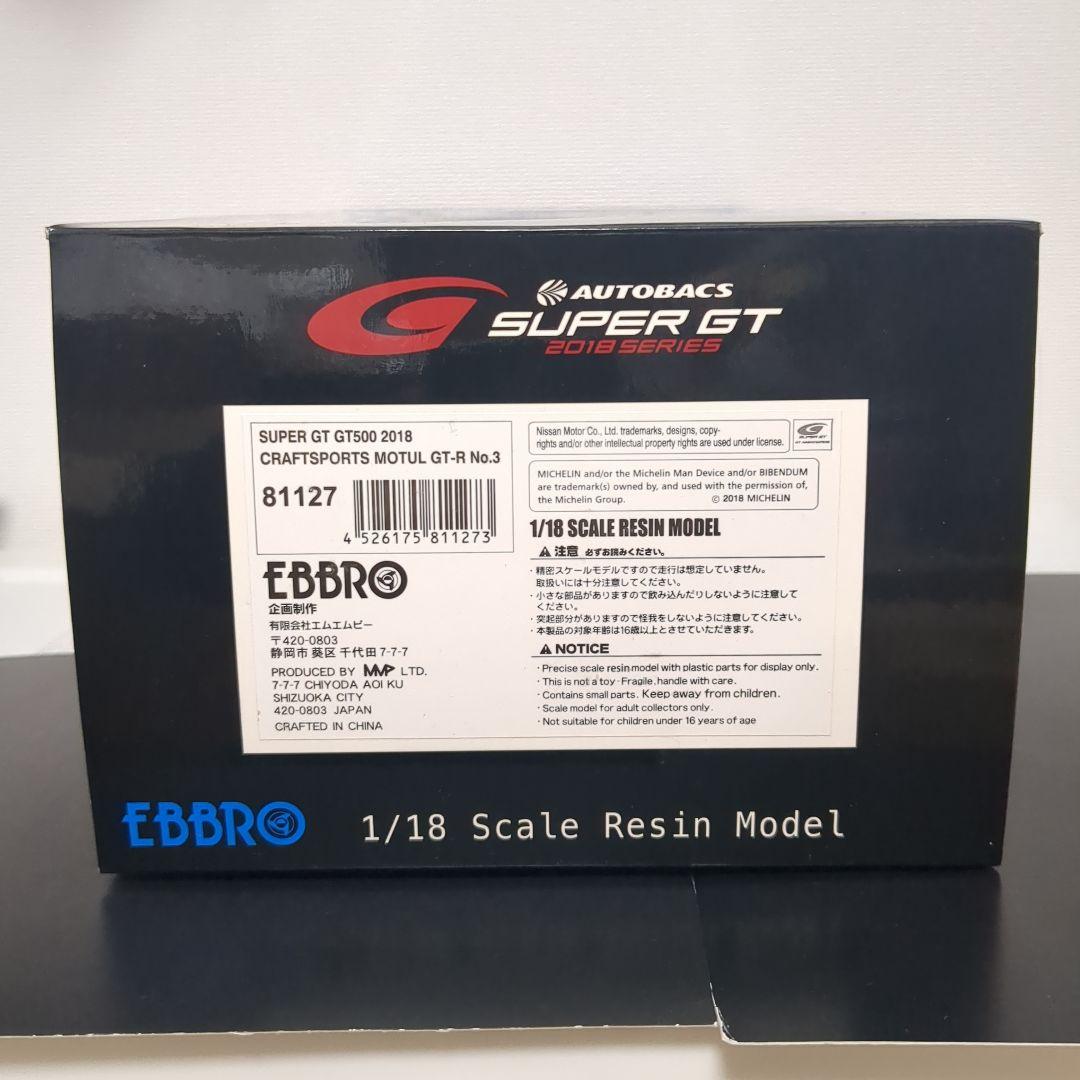 AUTOBACS
SUPER GT
2018 SERIES
SUPER GT GT500 2018
CRAFTSPORTS MOTUL GT-R No.3
81127
4 526175 811273
EBBRO
企画制作
有限会社エムエムピー
〒420-0803
静岡市 葵区 千代田 7-7-7
PRODUCED BY MMP LTD.
7-7-7 CHIYODA AOI KU
SHIZUOKA CITY
420-0803 JAPAN
CRAFTED IN CHINA
Nissan Motor Co., Ltd. trademarks, designs, copy-
rights and/or other intellectual property rights are used under license.
SUPER GT
MICHELIN and/or the Michelin Man Device and/or BIBENDUM
are trademark(s) owned by, and used with the permission of,
the Michelin Group. © 2018 MICHELIN
1/18 SCALE RESIN MODEL
注意 必ずお読みください。
・精密スケールモデルですので走行は想定していません。
取扱いには十分注意してください。
・小さな部品がありますので飲み込んだりしないように注意して
ください。
・突起部分がありますので怪我をしないように注意してください。
・本製品の対象年齢は16歳以上とさせていただきます。
NOTICE
・Precise scale resin model with plastic parts for display only.
・This is not a toy・Fragile, handle with care.
・Contains small parts. Keep away from children.
・Scale model for adult collectors only.
・Not suitable for children under 16 years of age
EBBRO
1/18 Scale Resin Model